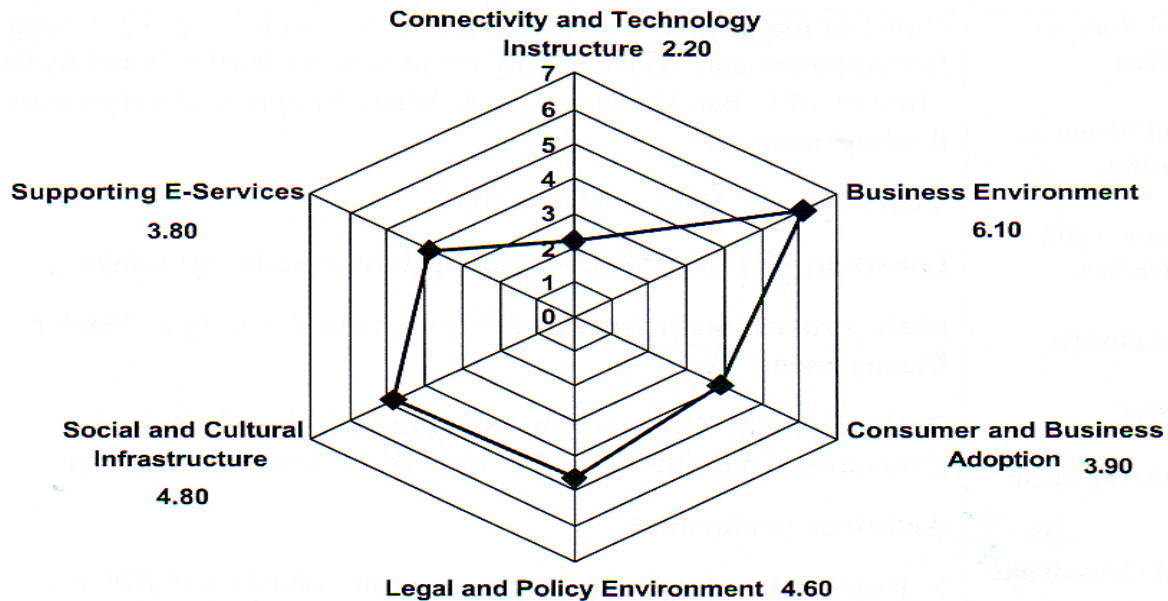 Connectivity and Technology
Instructure 2.20
7
6
5
4
3
2
1
0
Supporting E-Services
3.80
Business Environment
6.10
Social and Cultural
Infrastructure
4.80
Consumer and Business
Adoption 3.90
Legal and Policy Environment 4.60